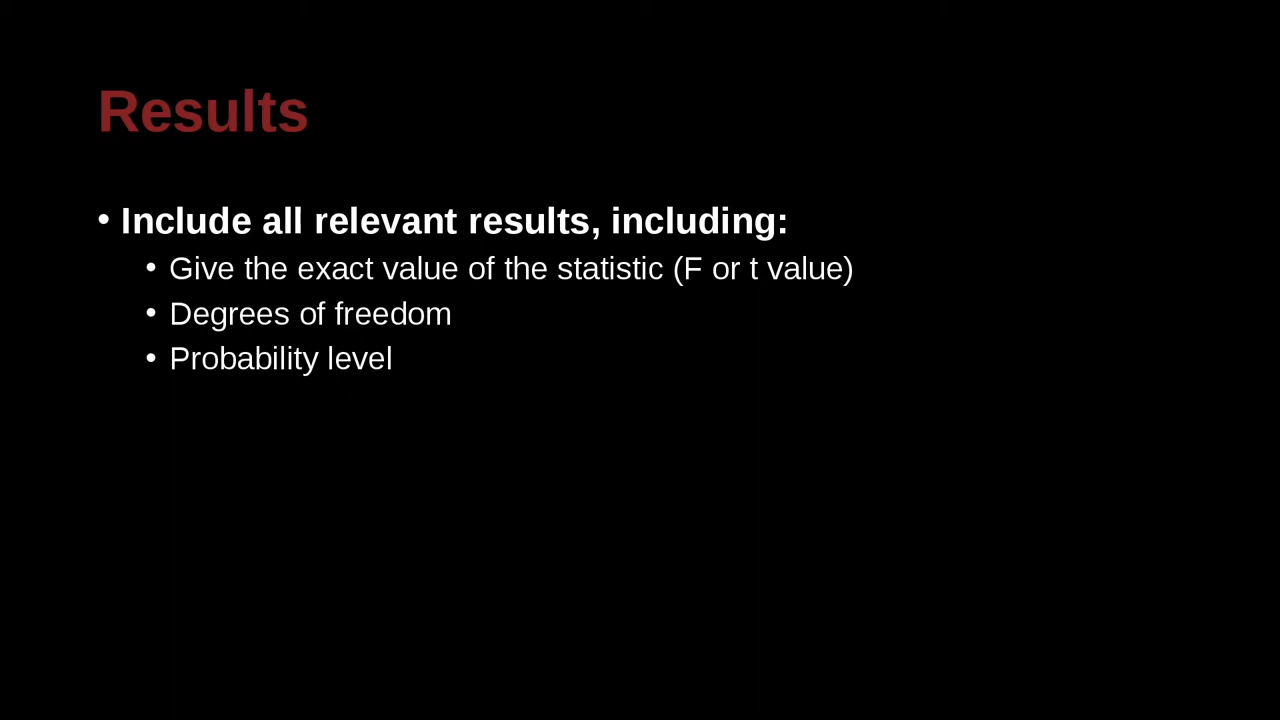 Results
• Include all relevant results, including:
• Give the exact value of the statistic (F or t value)
• Degrees of freedom
• Probability level